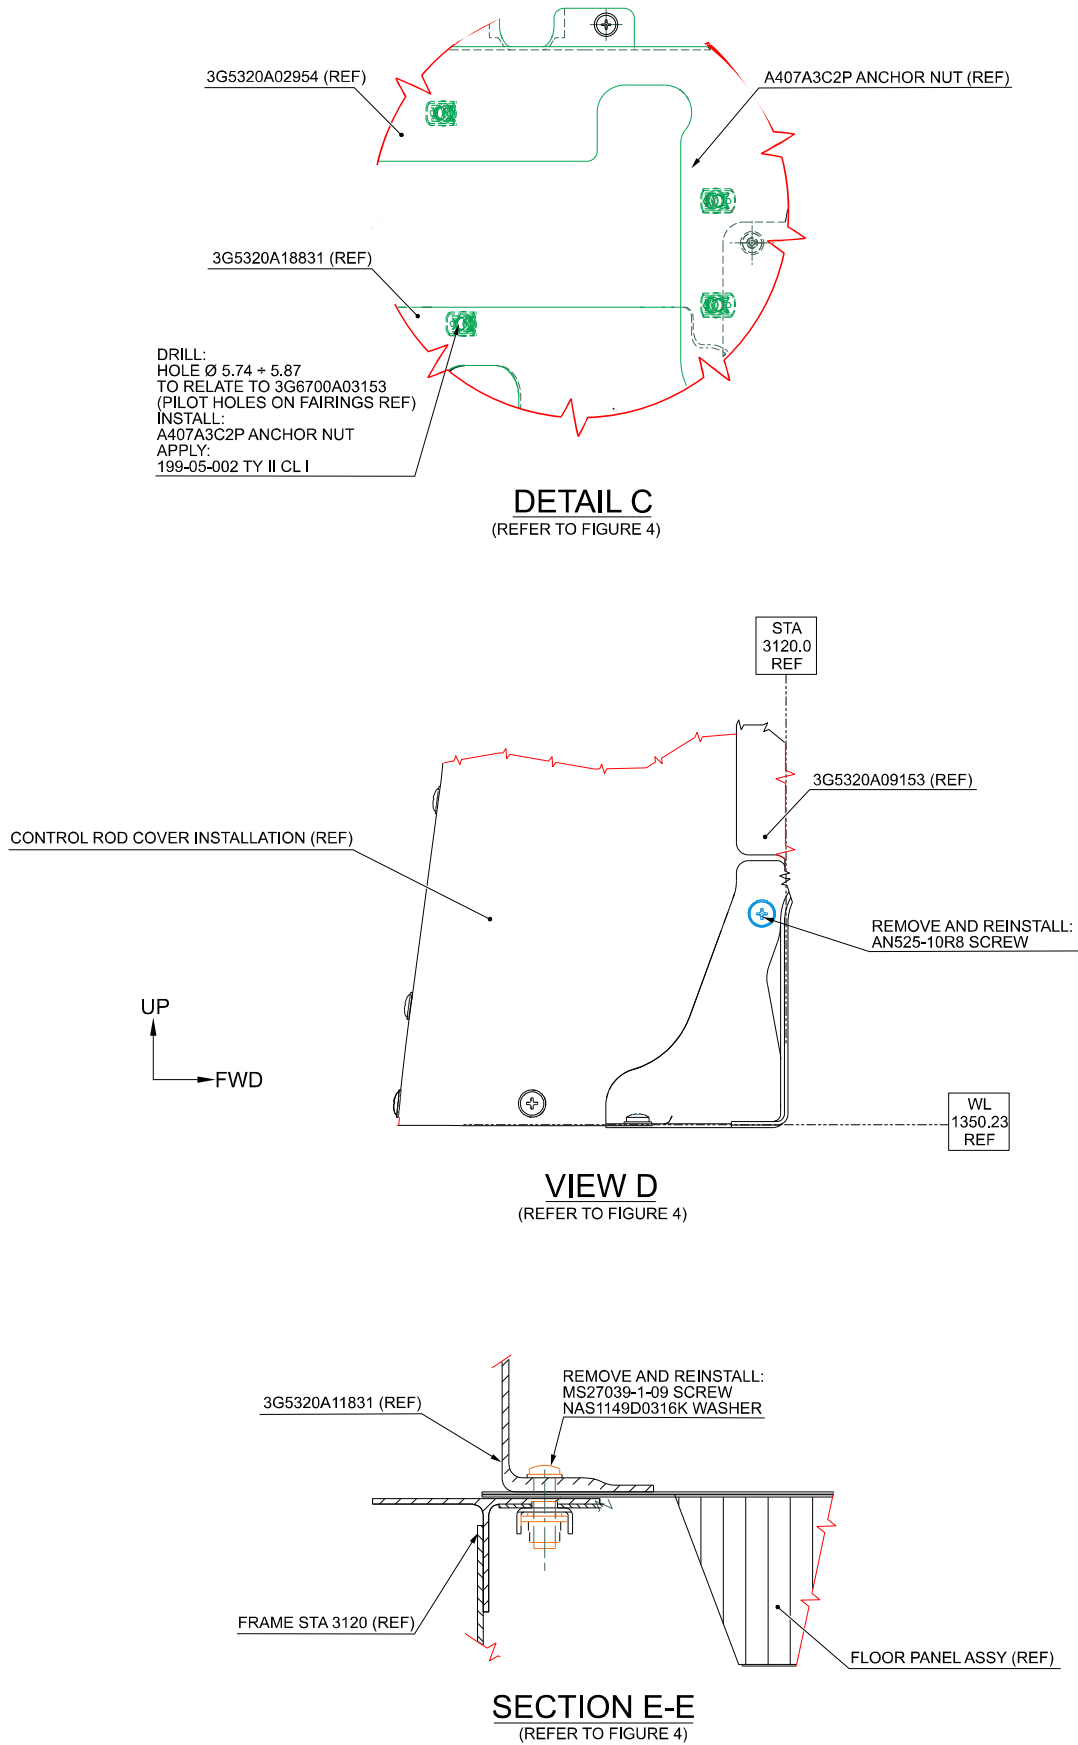 3G5320A02954 (REF)
A407A3C2P ANCHOR NUT (REF)
3G5320A18831 (REF)
DRILL:
HOLE Ø 5.74 ÷ 5.87
TO RELATE TO 3G6700A03153
(PILOT HOLES ON FAIRINGS REF)
INSTALL:
A407A3C2P ANCHOR NUT
APPLY:
199-05-002 TY II CL I
DETAIL C
(REFER TO FIGURE 4)
STA
3120.0
REF
3G5320A09153 (REF)
CONTROL ROD COVER INSTALLATION (REF)
REMOVE AND REINSTALL:
AN525-10R8 SCREW
UP
FWD
WL
1350.23
REF
VIEW D
(REFER TO FIGURE 4)
REMOVE AND REINSTALL:
MS27039-1-09 SCREW
NAS1149D0316K WASHER
3G5320A11831 (REF)
FRAME STA 3120 (REF)
FLOOR PANEL ASSY (REF)
SECTION E-E
(REFER TO FIGURE 4)